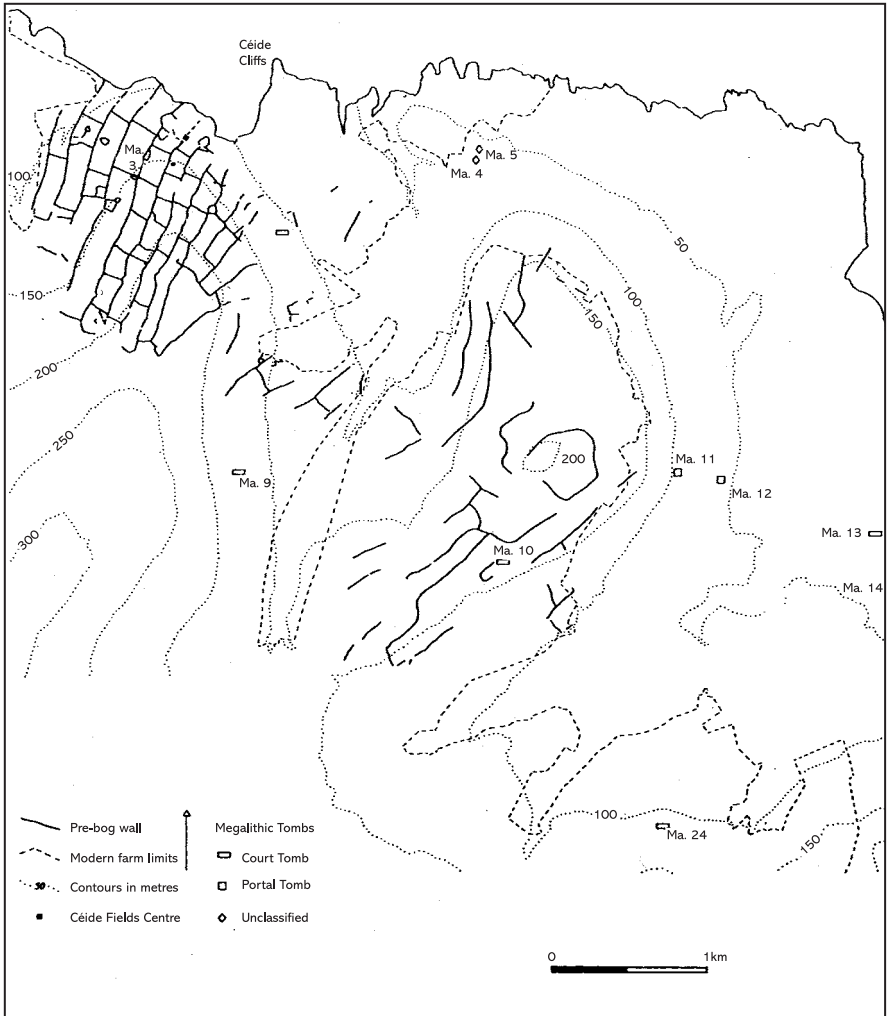 Céide
Cliffs
Ma.
3
Ma. 5
Ma. 4
100
50
150
100
150
200
250
200
300
Ma. 9
Ma. 11
Ma. 12
Ma. 13
Ma. 10
Ma. 14
100
Ma. 24
150
Pre-bog wall
Modern farm limits
50 Contours in metres
Céide Fields Centre
Megalithic Tombs
Court Tomb
Portal Tomb
Unclassified
0 1km